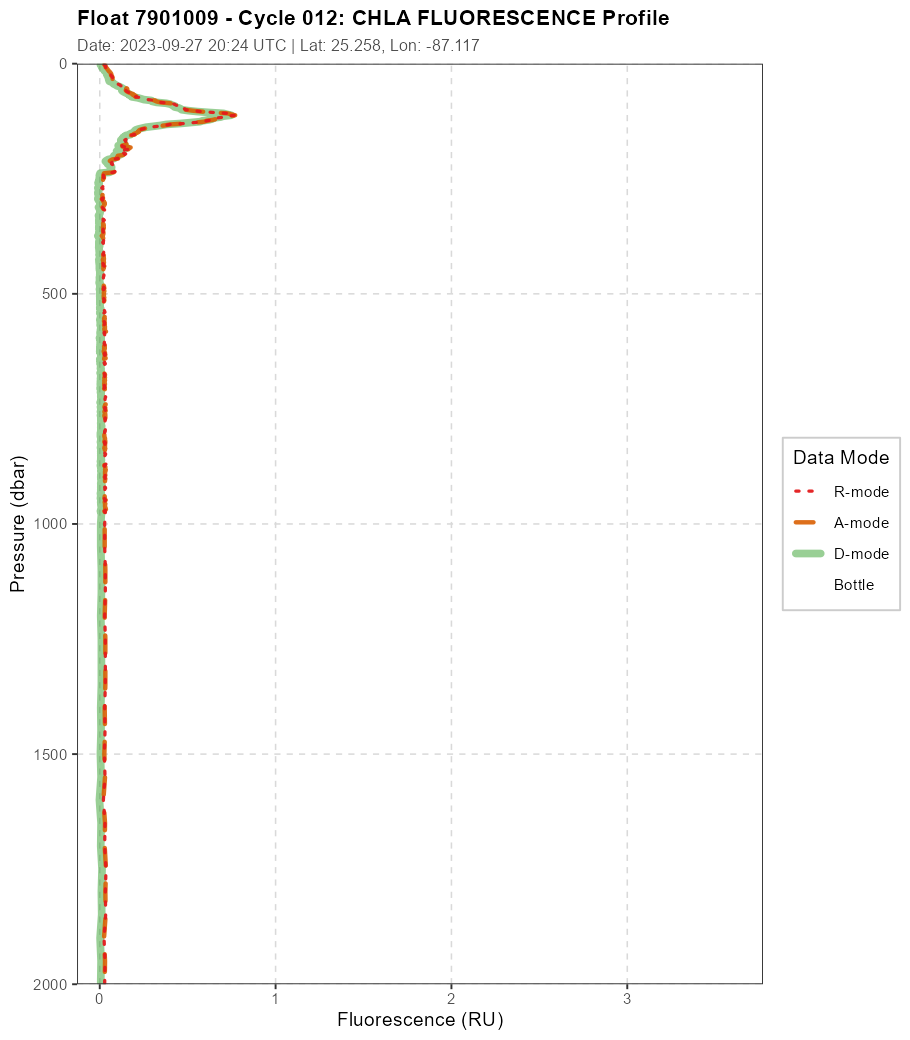 Float 7901009 - Cycle 012: CHLA FLUORESCENCE Profile
Date: 2023-09-27 20:24 UTC | Lat: 25.258, Lon: -87.117
0
500
1000
1500
2000
Pressure (dbar)
0 1 2 3
Fluorescence (RU)
Data Mode
R-mode
A-mode
D-mode
Bottle